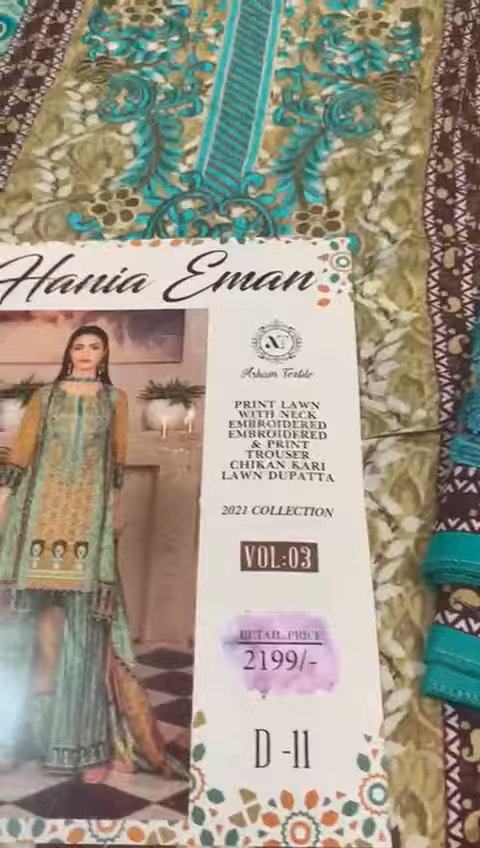 Hania Eman
Asham Textile
PRINT LAWN
WITH NECK
EMBROIDERED
EMBROIDERED
& PRINT
TROUSER
CHIKAN KARI
LAWN DUPATTA
2021 COLLECTION
VOL:03
RETAIL PRICE
2199/-
D -11